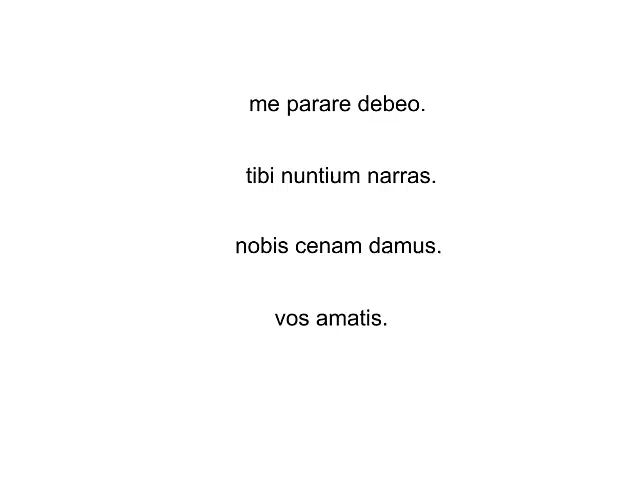 me parare debeo.
tibi nuntium narras.
nobis cenam damus.
vos amatis.